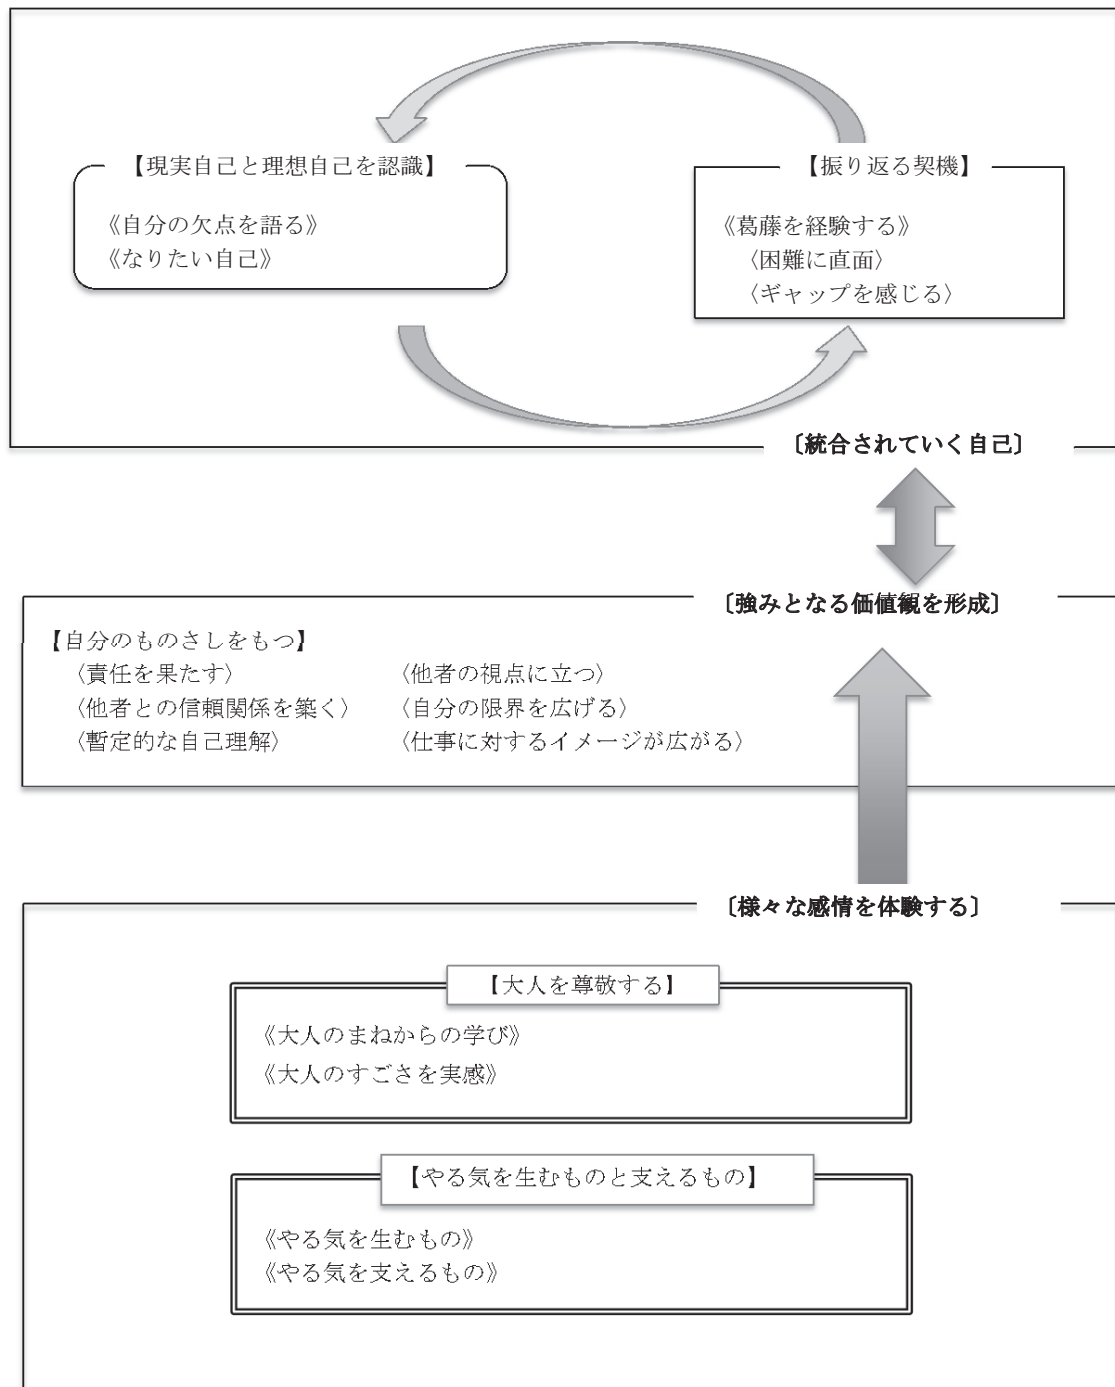 【現実自己と理想自己を認識】
《自分の欠点を語る》
《なりたい自己》
【振り返る契機】
《葛藤を経験する》
〈困難に直面〉
〈ギャップを感じる〉
〔統合されていく自己〕
〔強みとなる価値観を形成〕
【自分のものさしをもつ】
〈責任を果たす〉 〈他者の視点に立つ〉
〈他者との信頼関係を築く〉 〈自分の限界を広げる〉
〈暫定的な自己理解〉 〈仕事に対するイメージが広がる〉
〔様々な感情を体験する〕
【大人を尊敬する】
《大人のまねからの学び》
《大人のすごさを実感》
【やる気を生むものと支えるもの】
《やる気を生むもの》
《やる気を支えるもの》